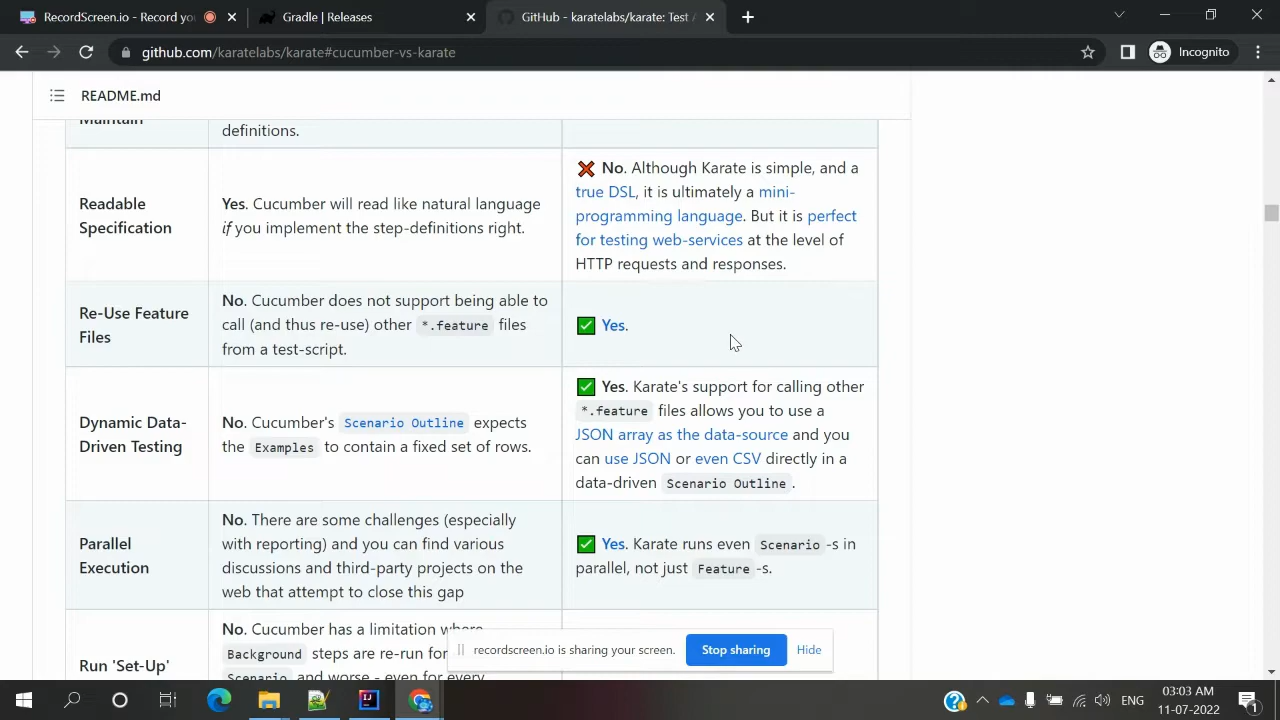 RecordScreen.io - Record yo
Gradle | Releases
GitHub - karatelabs/karate: Test A
github.com/karatelabs/karate#cucumber-vs-karate
Incognito
README.md
Maintain
definitions.
Readable
Specification
Yes. Cucumber will read like natural language
if you implement the step-definitions right.
No. Although Karate is simple, and a
true DSL, it is ultimately a mini-
programming language. But it is perfect
for testing web-services at the level of
HTTP requests and responses.
Re-Use Feature
Files
No. Cucumber does not support being able to
call (and thus re-use) other *.feature files
from a test-script.
Yes.
Dynamic Data-
Driven Testing
No. Cucumber's Scenario Outline expects
the Examples to contain a fixed set of rows.
Yes. Karate's support for calling other
*.feature files allows you to use a
JSON array as the data-source and you
can use JSON or even CSV directly in a
data-driven Scenario Outline.
Parallel
Execution
No. There are some challenges (especially
with reporting) and you can find various
discussions and third-party projects on the
web that attempt to close this gap
Yes. Karate runs even Scenario -s in
parallel, not just Feature -s.
Run 'Set-Up'
No. Cucumber has a limitation where
Background steps are re-run for
Scenario and worse - even for every
recordscreen.io is sharing your screen.
Stop sharing
Hide
ENG
03:03 AM
11-07-2022
1